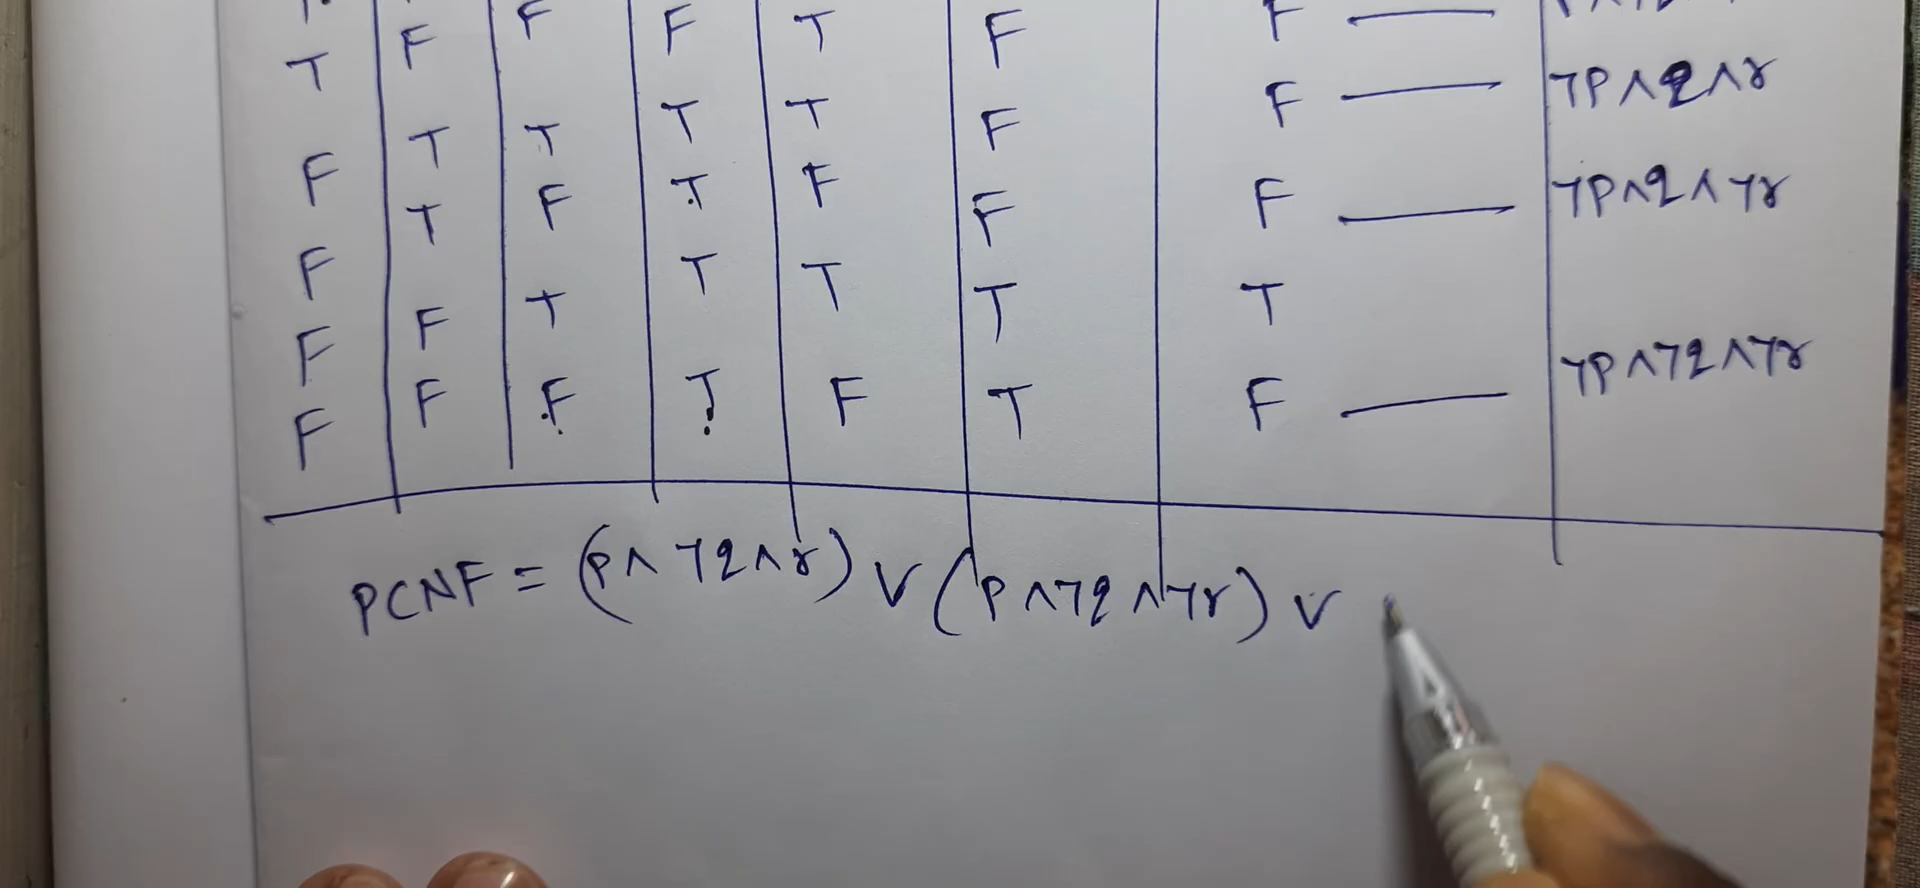 T F F F T F F
F T T T T F F ¬p∧q∧r
F T F T F F F ¬p∧q∧¬r
F F T T T T T
F F F T F T F ¬p∧¬q∧¬r
PCNF = (p∧¬q∧r) ∨ (p∧¬q∧¬r) ∨